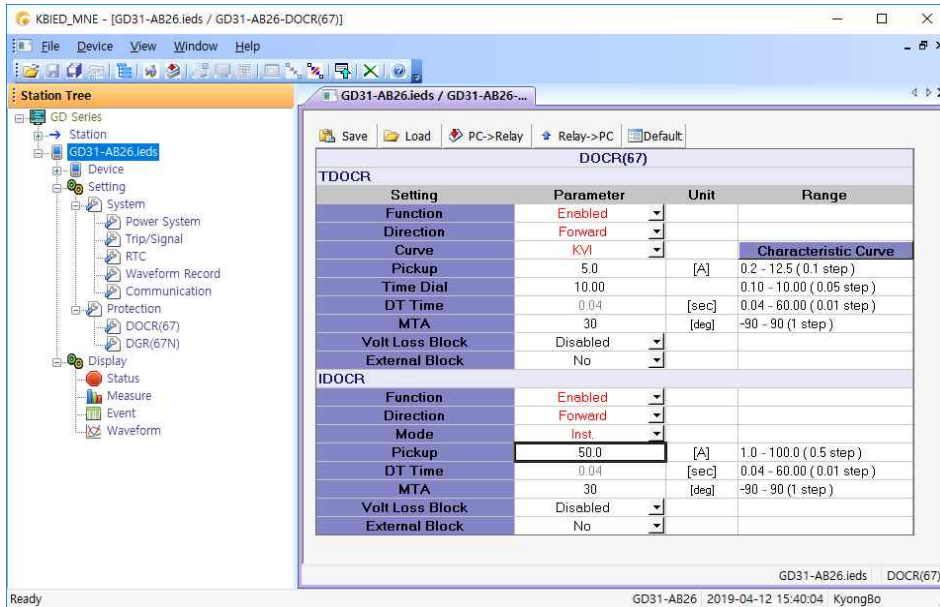 KBIED_MNE - [GD31-AB26.ieds / GD31-AB26-DOCR(67)]
File Device View Window Help
Station Tree
GD Series
Station
GD31-AB26.ieds
Device
Setting
System
Power System
Trip/Signal
RTC
Waveform Record
Communication
Protection
DOCR(67)
DGR(67N)
Display
Status
Measure
Event
Waveform
GD31-AB26.ieds / GD31-AB26-...
Save Load PC->Relay Relay->PC Default
DOCR(67)
TDOCR
Setting Parameter Unit Range
Function Enabled
Direction Forward
Curve KVI Characteristic Curve
Pickup 5.0 [A] 0.2 - 12.5 ( 0.1 step )
Time Dial 10.00 0.10 - 10.00 ( 0.05 step )
DT Time 0.04 [sec] 0.04 - 60.00 ( 0.01 step )
MTA 30 [deg] -90 - 90 (1 step )
Volt Loss Block Disabled
External Block No
IDOCR
Function Enabled
Direction Forward
Mode Inst.
Pickup 50.0 [A] 1.0 - 100.0 ( 0.5 step )
DT Time 0.04 [sec] 0.04 - 60.00 ( 0.01 step )
MTA 30 [deg] -90 - 90 (1 step )
Volt Loss Block Disabled
External Block No
GD31-AB26.ieds DOCR(67)
Ready GD31-AB26 2019-04-12 15:40:04 KyongBo